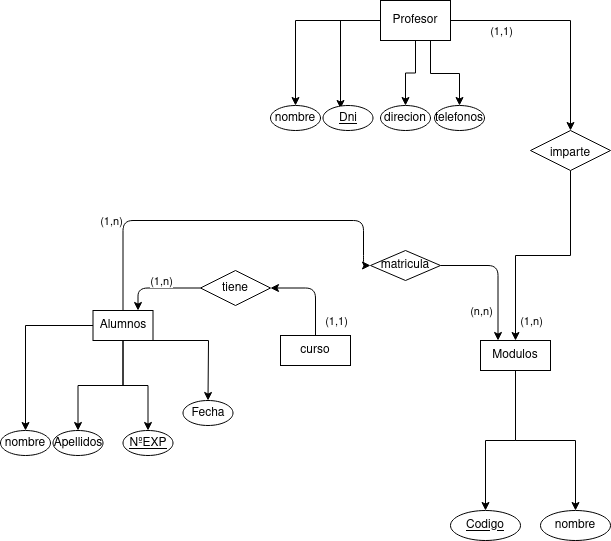 Profesor
(1,1)
nombre
Dni
direcion
telefonos
imparte
(1,n)
matricula
(1,n)
tiene
(n,n)
(1,1)
(1,n)
Alumnos
curso
Modulos
Fecha
nombre
Apellidos
NºEXP
Codigo
nombre